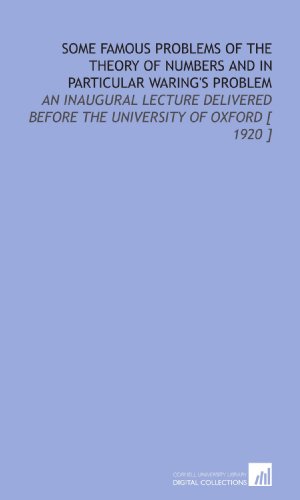 SOME FAMOUS PROBLEMS OF THE
THEORY OF NUMBERS AND IN
PARTICULAR WARING'S PROBLEM
AN INAUGURAL LECTURE DELIVERED
BEFORE THE UNIVERSITY OF OXFORD [
1920 ]
CORNELL UNIVERSITY LIBRARY
DIGITAL COLLECTIONS